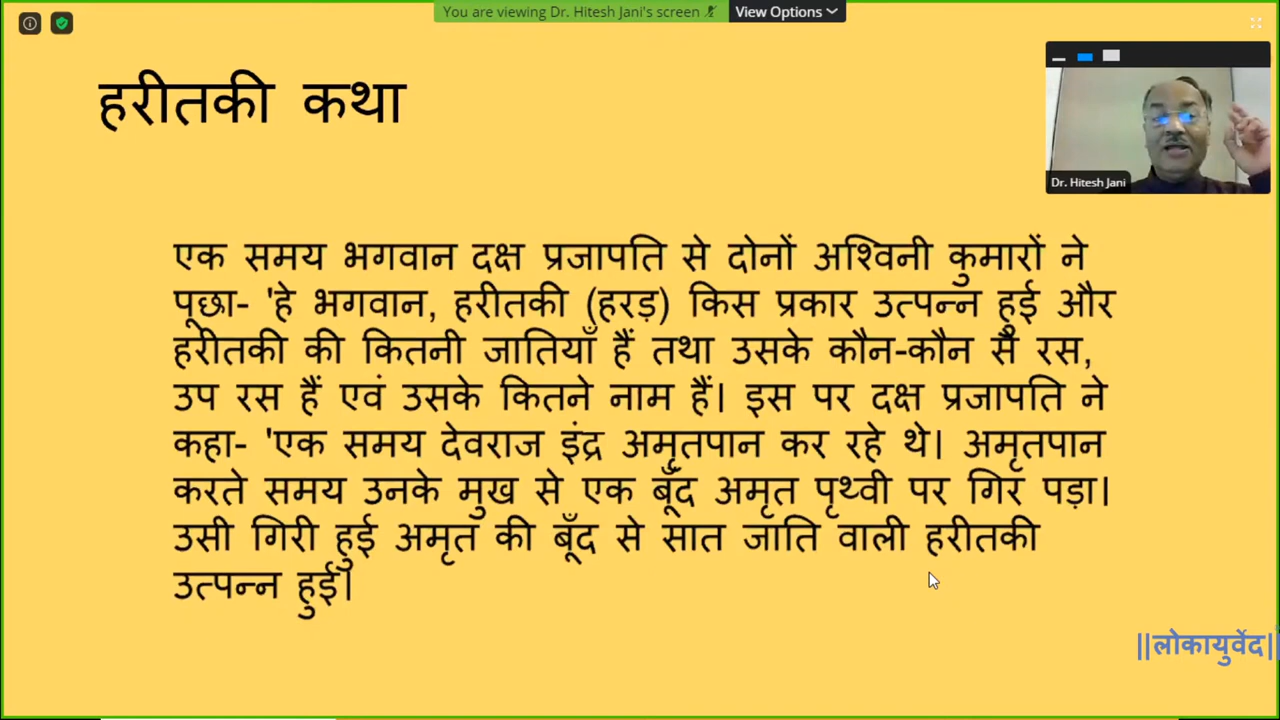 You are viewing Dr. Hitesh Jani's screen
View Options
हरीतकी कथा
Dr. Hitesh Jani
एक समय भगवान दक्ष प्रजापति से दोनों अश्विनी कुमारों ने
पूछा- 'हे भगवान, हरीतकी (हरड़) किस प्रकार उत्पन्न हुई और
हरीतकी की कितनी जातियाँ हैं तथा उसके कौन-कौन से रस,
उप रस हैं एवं उसके कितने नाम हैं। इस पर दक्ष प्रजापति ने
कहा- 'एक समय देवराज इंद्र अमृतपान कर रहे थे। अमृतपान
करते समय उनके मुख से एक बूँद अमृत पृथ्वी पर गिर पड़ा।
उसी गिरी हुई अमृत की बूँद से सात जाति वाली हरीतकी
उत्पन्न हुई।
||लोकायुर्वेद||